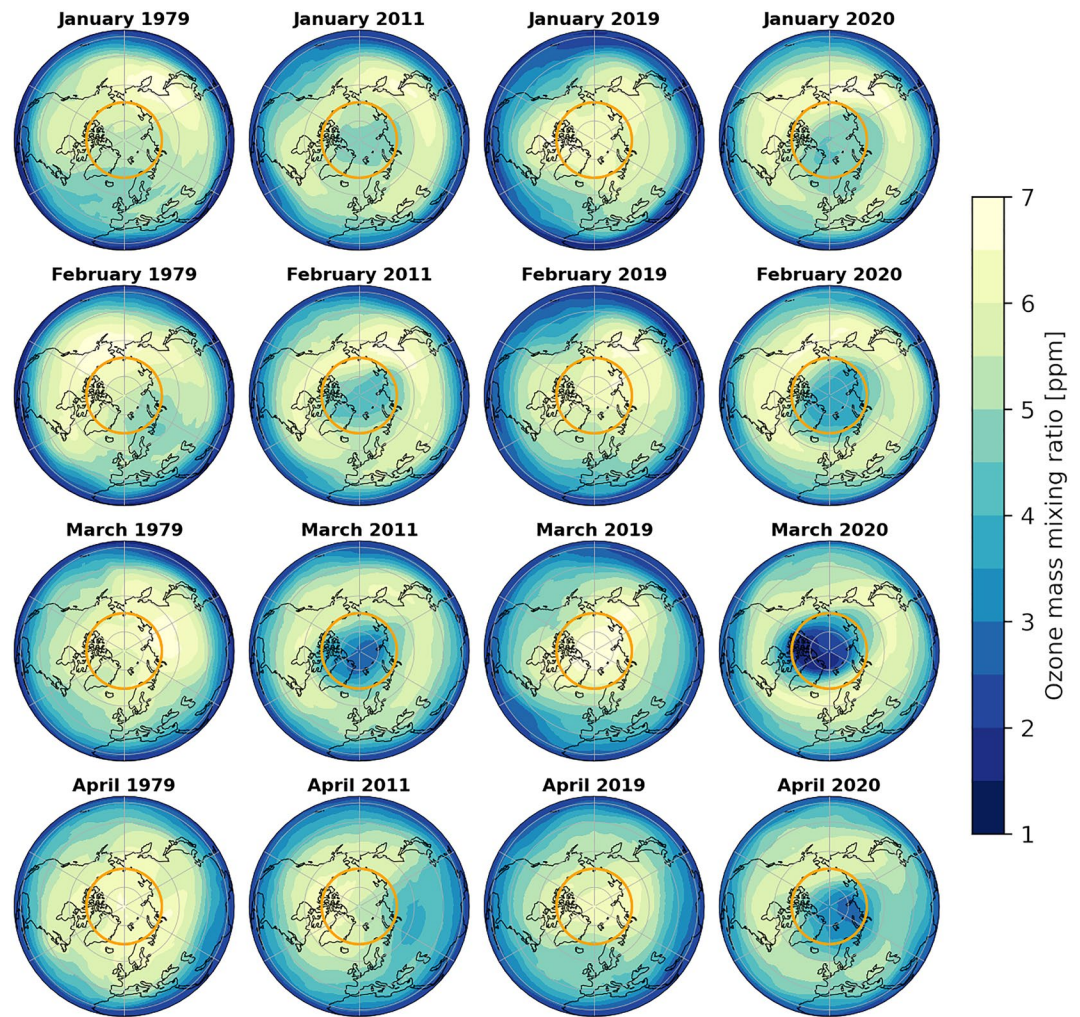 January 1979
January 2011
January 2019
January 2020
February 1979
February 2011
February 2019
February 2020
March 1979
March 2011
March 2019
March 2020
April 1979
April 2011
April 2019
April 2020
7
6
5
4
3
2
1
Ozone mass mixing ratio [ppm]